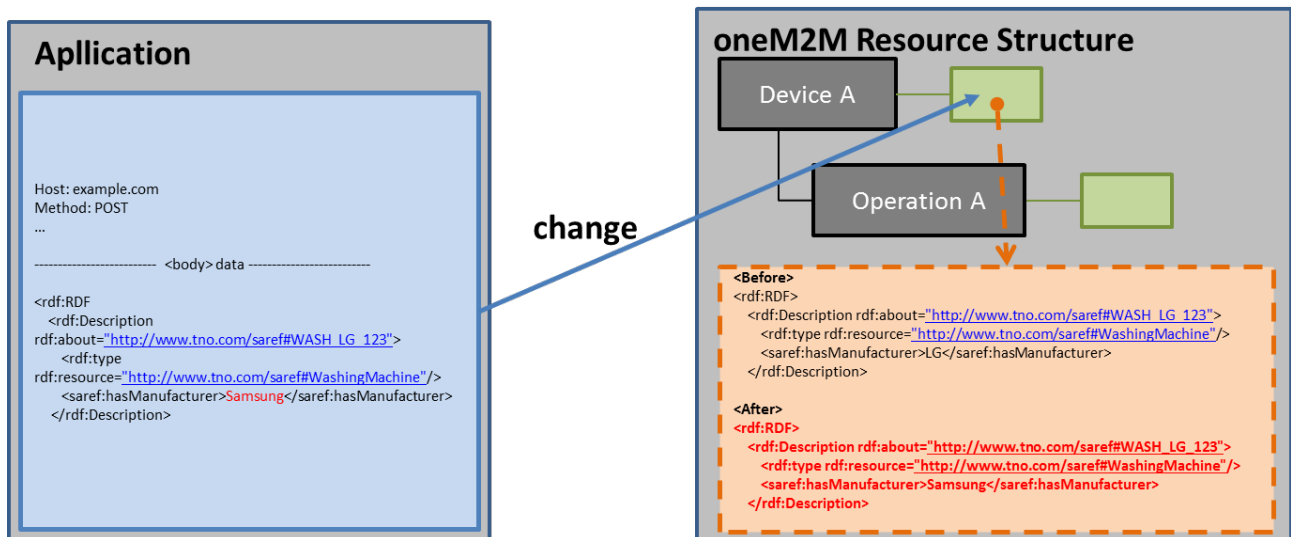 Apllication
Host: example.com
Method: POST
...
-------------------------- <body> data --------------------------
<rdf:RDF
<rdf:Description
rdf:about="http://www.tno.com/saref#WASH_LG_123">
<rdf:type
rdf:resource="http://www.tno.com/saref#WashingMachine"/>
<saref:hasManufacturer>Samsung</saref:hasManufacturer>
</rdf:Description>
change
oneM2M Resource Structure
Device A
Operation A
<Before>
<rdf:RDF>
<rdf:Description rdf:about="http://www.tno.com/saref#WASH_LG_123">
<rdf:type rdf:resource="http://www.tno.com/saref#WashingMachine"/>
<saref:hasManufacturer>LG</saref:hasManufacturer>
</rdf:Description>
<After>
<rdf:RDF>
<rdf:Description rdf:about="http://www.tno.com/saref#WASH_LG_123">
<rdf:type rdf:resource="http://www.tno.com/saref#WashingMachine"/>
<saref:hasManufacturer>Samsung</saref:hasManufacturer>
</rdf:Description>